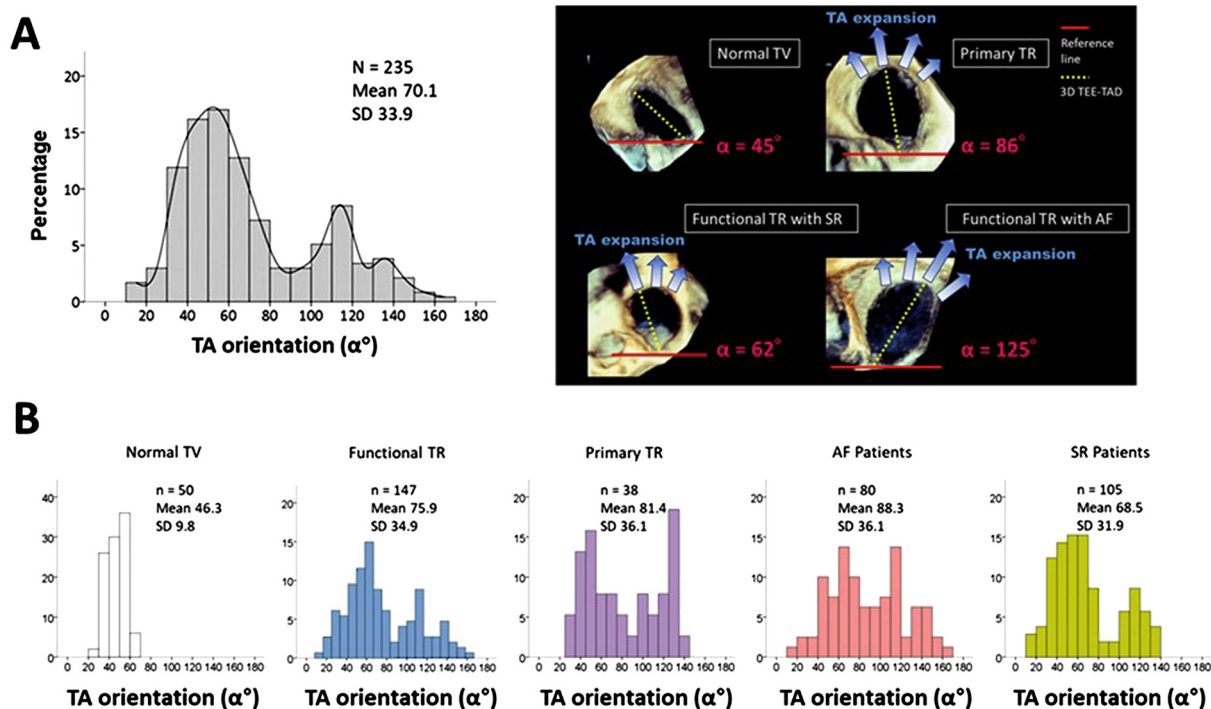 A
N = 235
Mean 70.1
SD 33.9
Percentage
20
15
10
5
0
0 20 40 60 80 100 120 140 160 180
TA orientation (α°)
TA expansion
Normal TV
Primary TR
Reference
line
3D TEE-TAD
α = 45°
α = 86°
Functional TR with SR
Functional TR with AF
TA expansion
TA expansion
α = 62°
α = 125°
B
Normal TV
n = 50
Mean 46.3
SD 9.8
40
30
20
10
0
0 20 40 60 80 100 120 140 160 180
TA orientation (α°)
Functional TR
n = 147
Mean 75.9
SD 34.9
20
15
10
5
0
0 20 40 60 80 100 120 140 160 180
TA orientation (α°)
Primary TR
n = 38
Mean 81.4
SD 36.1
20
15
10
5
0
0 20 40 60 80 100 120 140 160 180
TA orientation (α°)
AF Patients
n = 80
Mean 88.3
SD 36.1
20
15
10
5
0
0 20 40 60 80 100 120 140 160 180
TA orientation (α°)
SR Patients
n = 105
Mean 68.5
SD 31.9
20
15
10
5
0
0 20 40 60 80 100 120 140 160 180
TA orientation (α°)